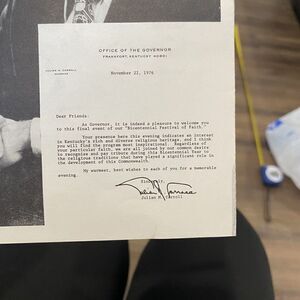 OFFICE OF THE GOVERNOR
FRANKFORT, KENTUCKY 40601
JULIAN M. CARROLL
GOVERNOR
November 22, 1976
Dear Friends:
As Governor, it is indeed a pleasure to welcome you
to this final event of our "Bicentennial Festival of Faith."
Your presence here this evening indicates an interest
in Kentucky's rich and diverse religious heritage, and I think
you will find the program most inspirational. Regardless of
your particular faith, we are all joined by our common desire
to recognize and pay tribute during this Bicentennial Year to
the religious traditions that have played a significant role in
the development of this Commonwealth.
My warmest, best wishes to each of you for a memorable
evening.
Sincerely,
Julian M. Carroll
Julian M. Carroll